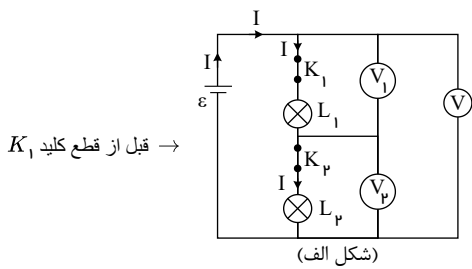 I
I
I
K۱
V۱
V
ε
L۱
قبل از قطع کلید K۱ →
K۲
I
V۲
L۲
(شکل الف)